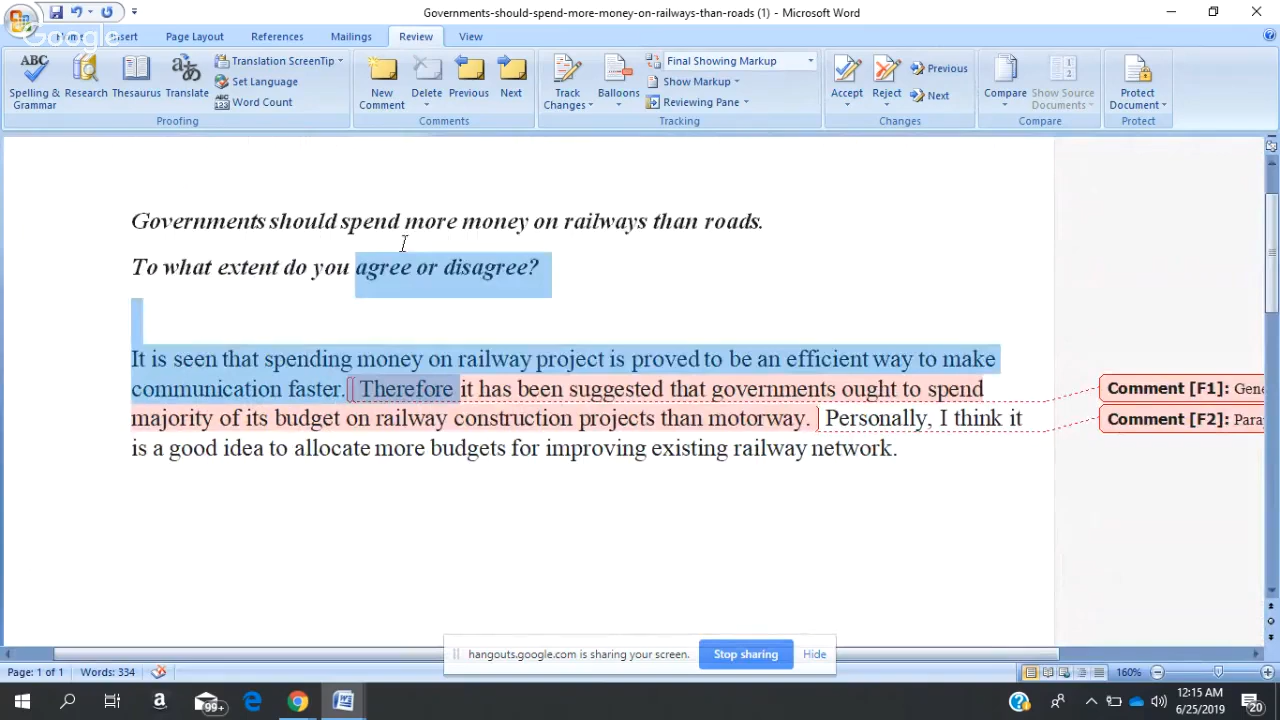 Governments-should-spend-more-money-on-railways-than-roads (1) - Microsoft Word
Google
Home Insert Page Layout References Mailings Review View
ABC Spelling & Grammar
Research
Thesaurus
Translate
Translation ScreenTip
Set Language
Word Count
Proofing
New Comment
Delete
Previous
Next
Comments
Track Changes
Balloons
Final Showing Markup
Show Markup
Reviewing Pane
Tracking
Accept
Reject
Previous
Next
Changes
Compare
Show Source Documents
Compare
Protect Document
Protect
Governments should spend more money on railways than roads.
To what extent do you agree or disagree?
It is seen that spending money on railway project is proved to be an efficient way to make
communication faster. Therefore it has been suggested that governments ought to spend
majority of its budget on railway construction projects than motorway. Personally, I think it
is a good idea to allocate more budgets for improving existing railway network.
Comment [F1]: Gene
Comment [F2]: Para
hangouts.google.com is sharing your screen. Stop sharing Hide
Page: 1 of 1 Words: 334 160%
99+
12:15 AM
6/25/2019
20